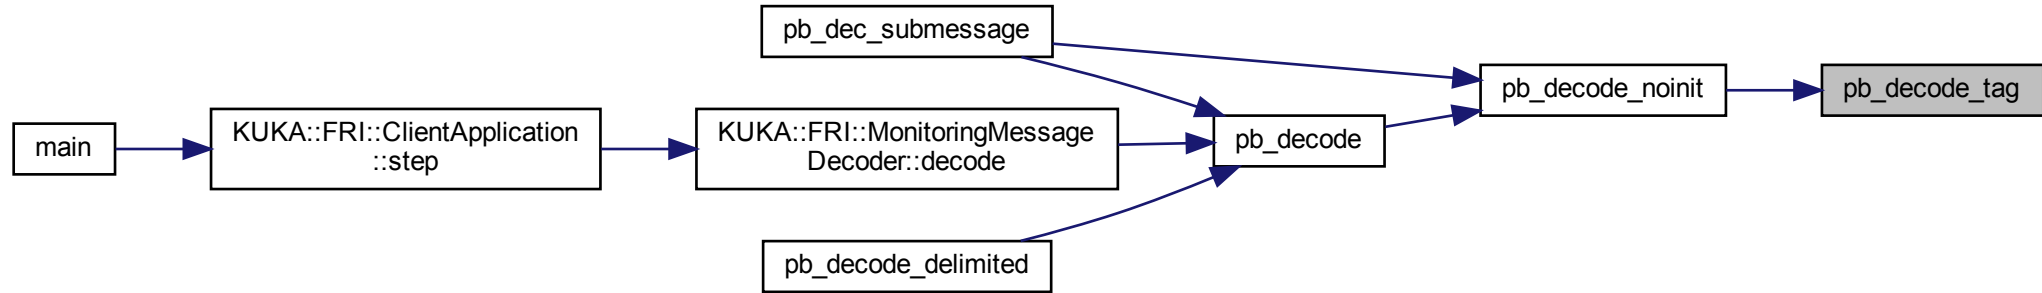 main
KUKA::FRI::ClientApplication
::step
KUKA::FRI::MonitoringMessage
Decoder::decode
pb_dec_submessage
pb_decode
pb_decode_delimited
pb_decode_noinit
pb_decode_tag